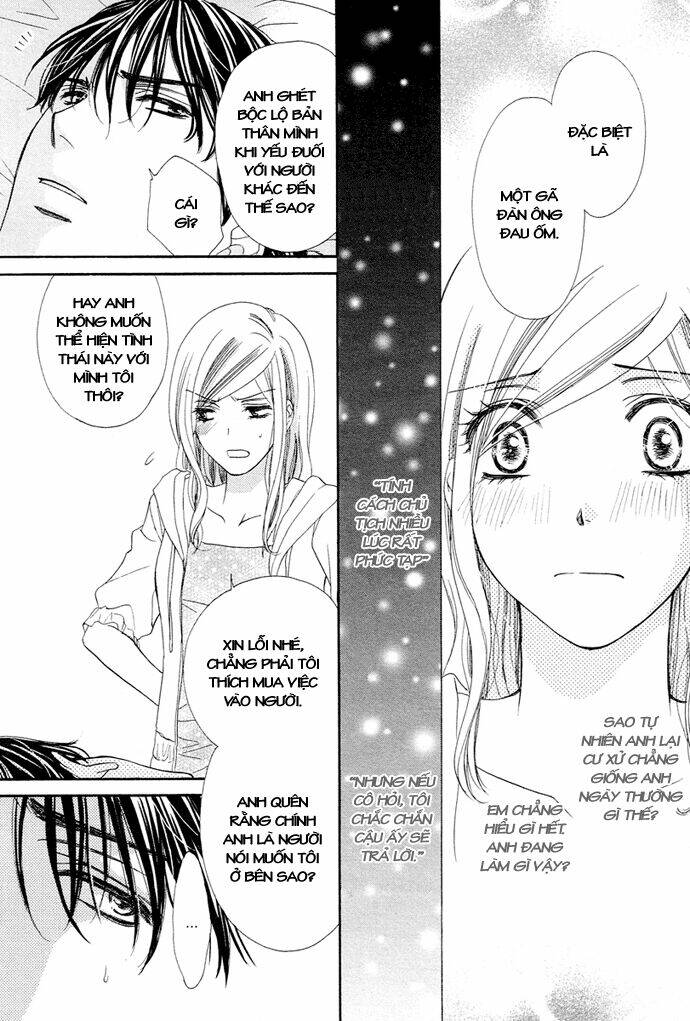 ĐẶC BIỆT
LÀ
MỘT GÃ
ĐÀN ÔNG
ĐAU ỐM.
SAO TỰ
NHIÊN ANH LẠI
CƯ XỬ CHẲNG
GIỐNG ANH
NGÀY THƯỜNG
GÌ THẾ?
EM CHẲNG
HIỂU GÌ HẾT.
ANH ĐANG
LÀM GÌ VẬY?
"TÍNH
CÁCH CHỦ
TỊCH NHIỀU
LÚC RẤT
PHỨC TẠP"
"NHƯNG NẾU
CÔ HỎI, TÔI
CHẮC CHẮN
CẬU ẤY SẼ
TRẢ LỜI."
ANH GHÉT
BỘC LỘ BẢN
THÂN MÌNH
KHI YẾU ĐUỐI
VỚI NGƯỜI
KHÁC ĐẾN
THẾ SAO?
CÁI
GÌ?
HAY ANH
KHÔNG MUỐN
THỂ HIỆN TÌNH
THÁI NÀY VỚI
MÌNH TÔI
THÔI?
XIN LỖI NHÉ,
CHẲNG PHẢI TÔI
THÍCH MUA VIỆC
VÀO NGƯỜI.
ANH QUÊN
RẰNG CHÍNH
ANH LÀ NGƯỜI
NÓI MUỐN TÔI
Ở BÊN SAO?
...